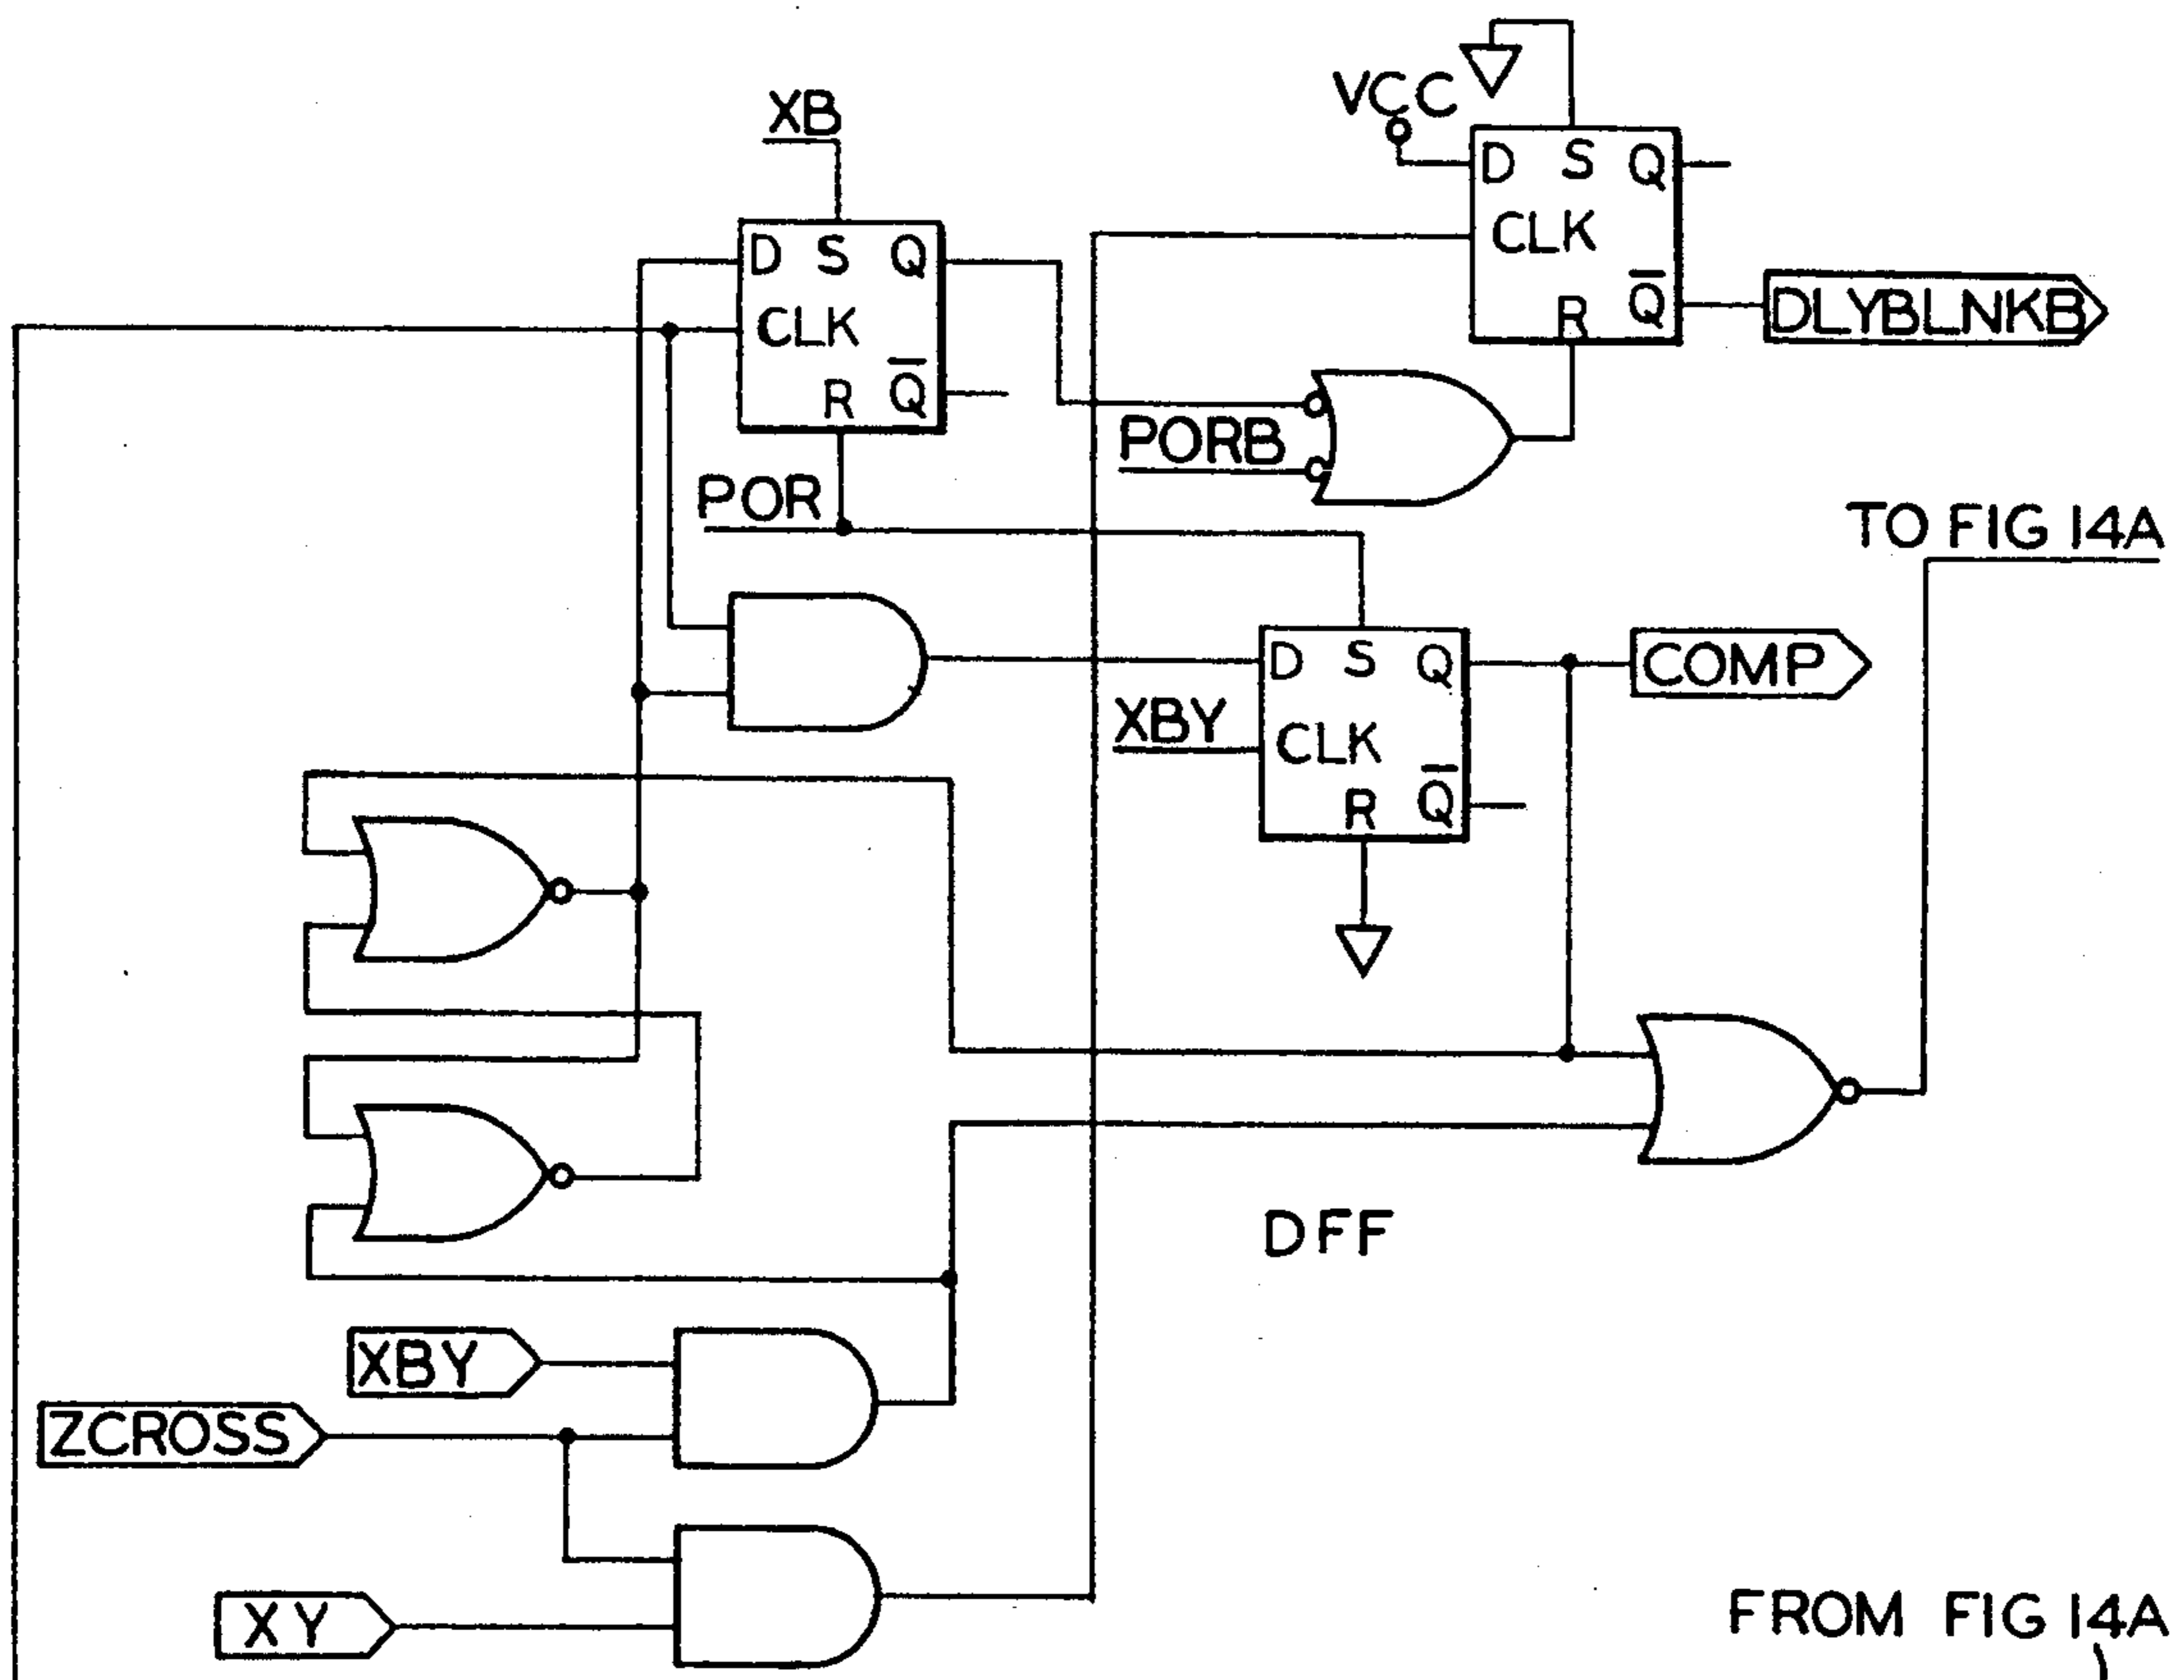 XB
VCC
D S Q
CLK
R Q̅
DLYBLNKB
D S Q
CLK
R Q̅
PORB
POR
TO FIG 14A
D S Q
CLK
R Q̅
XBY
COMP
DFF
XBY
ZCROSS
XY
FROM FIG 14A